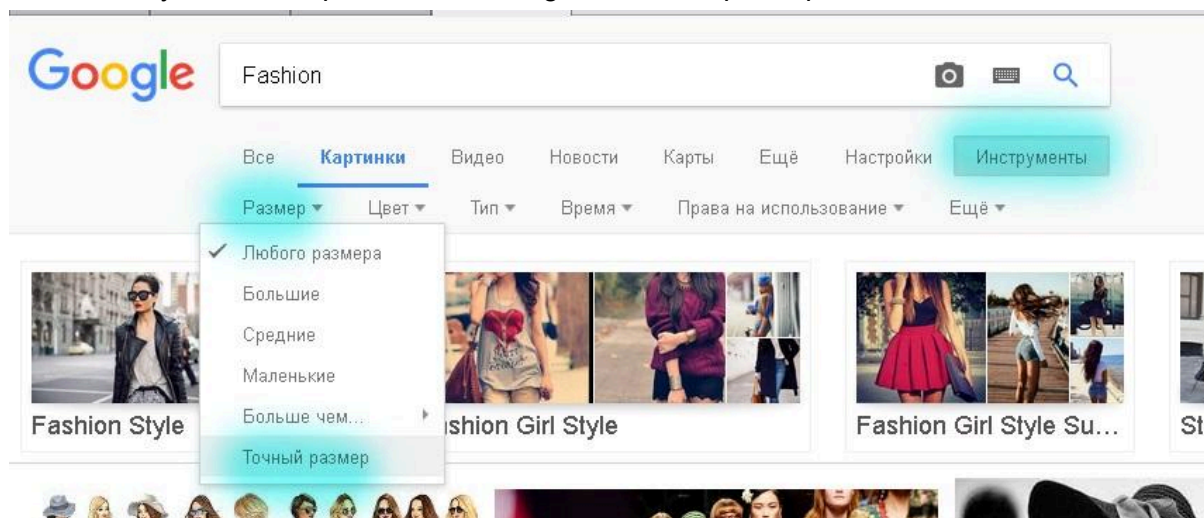 Google Fashion
Все Картинки Видео Новости Карты Ещё Настройки Инструменты
Размер Цвет Тип Время Права на использование Ещё
Любого размера
Большие
Средние
Маленькие
Больше чем...
Точный размер
Fashion Style
shion Girl Style
Fashion Girl Style Su...
St